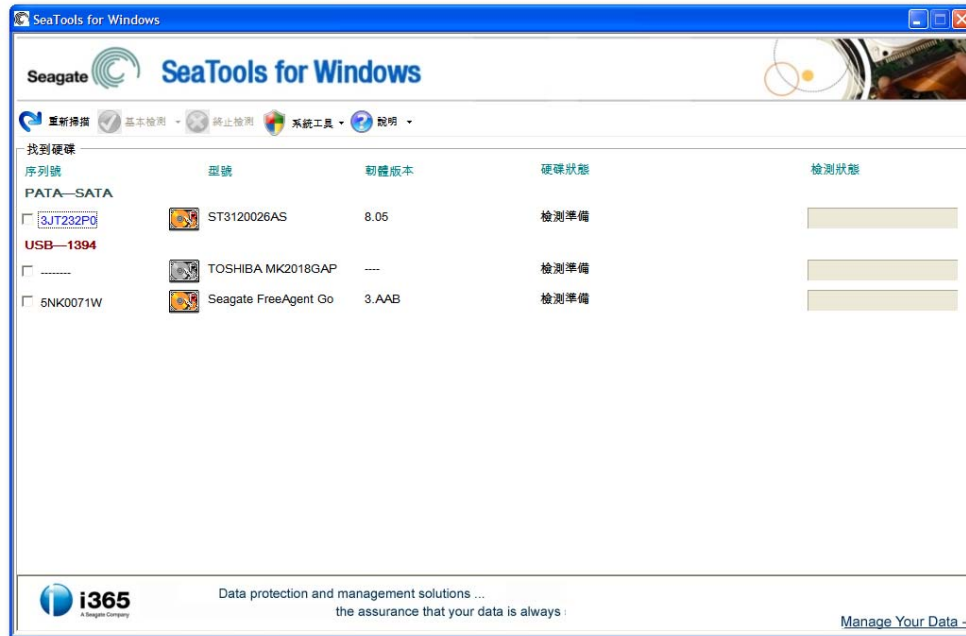 SeaTools for Windows
Seagate SeaTools for Windows
重新掃描 基本檢測 終止檢測 系統工具 說明
找到硬碟
序列號 型號 韌體版本 硬碟狀態 檢測狀態
PATA—SATA
3JT232P0 ST3120026AS 8.05 檢測準備
USB—1394
-------- TOSHIBA MK2018GAP ---- 檢測準備
5NK0071W Seagate FreeAgent Go 3.AAB 檢測準備
i365
A Seagate Company
Data protection and management solutions ...
the assurance that your data is always
Manage Your Data -